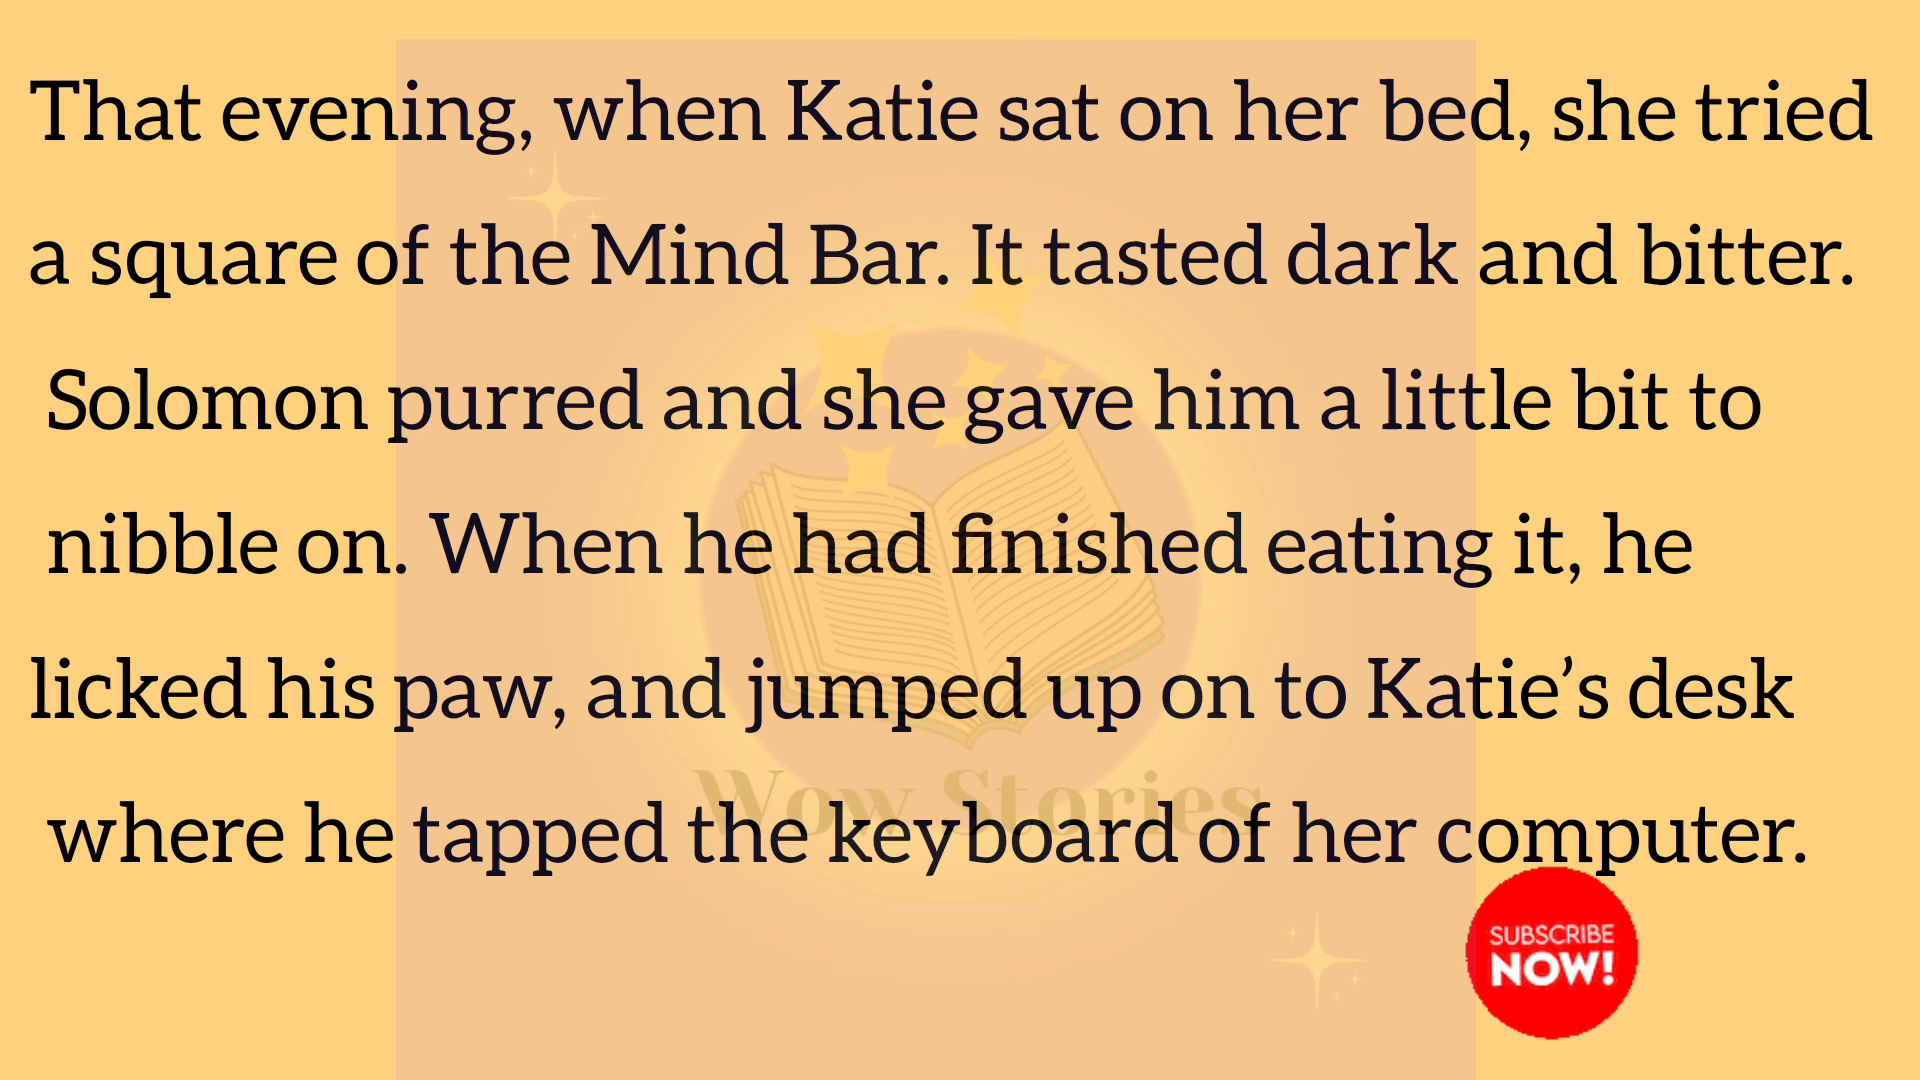 That evening, when Katie sat on her bed, she tried
a square of the Mind Bar. It tasted dark and bitter.
Solomon purred and she gave him a little bit to
nibble on. When he had finished eating it, he
licked his paw, and jumped up on to Katie’s desk
Wow Stories
where he tapped the keyboard of her computer.
SUBSCRIBE
NOW!